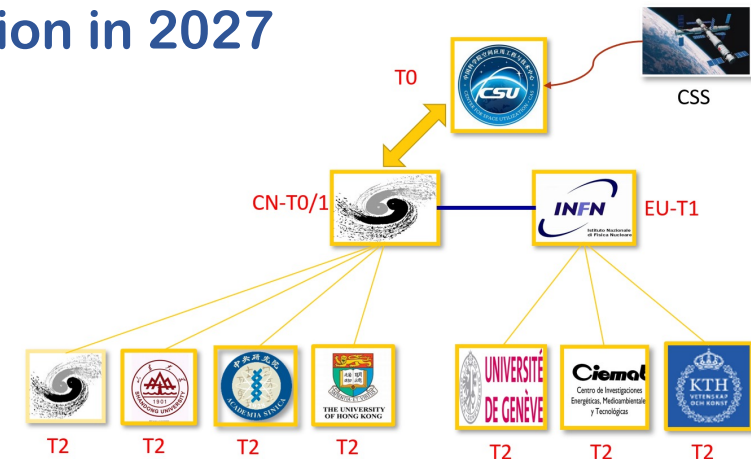 ion in 2027
T0
CSU
CSS
CN-T0/1
INFN
Istituto Nazionale
di Fisica Nucleare
EU-T1
1901
SHANDONG UNIVERSITY
ACADEMIA SINICA
THE UNIVERSITY
OF HONG KONG
UNIVERSITÉ
DE GENÈVE
Ciemat
Centro de Investigaciones
Energéticas, Medioambientales
y Tecnológicas
KTH
VETENSKAP
OCH KONST
T2
T2
T2
T2
T2
T2
T2